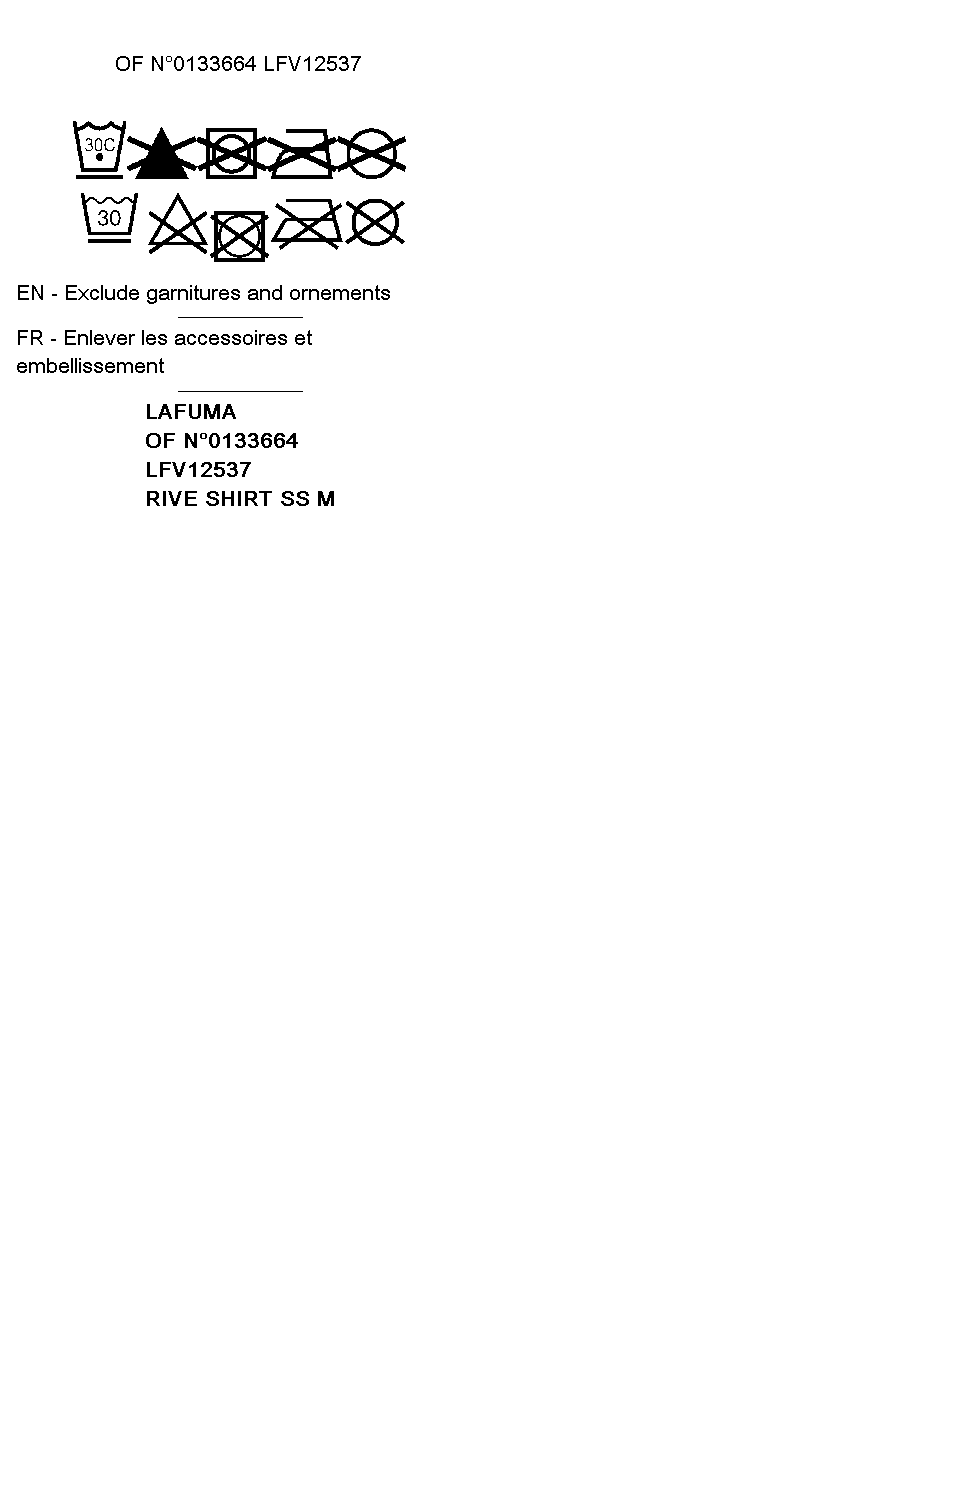 OF N°0133664 LFV12537
30C
30
EN - Exclude garnitures and ornements
FR - Enlever les accessoires et
embellissement
LAFUMA
OF N°0133664
LFV12537
RIVE SHIRT SS M